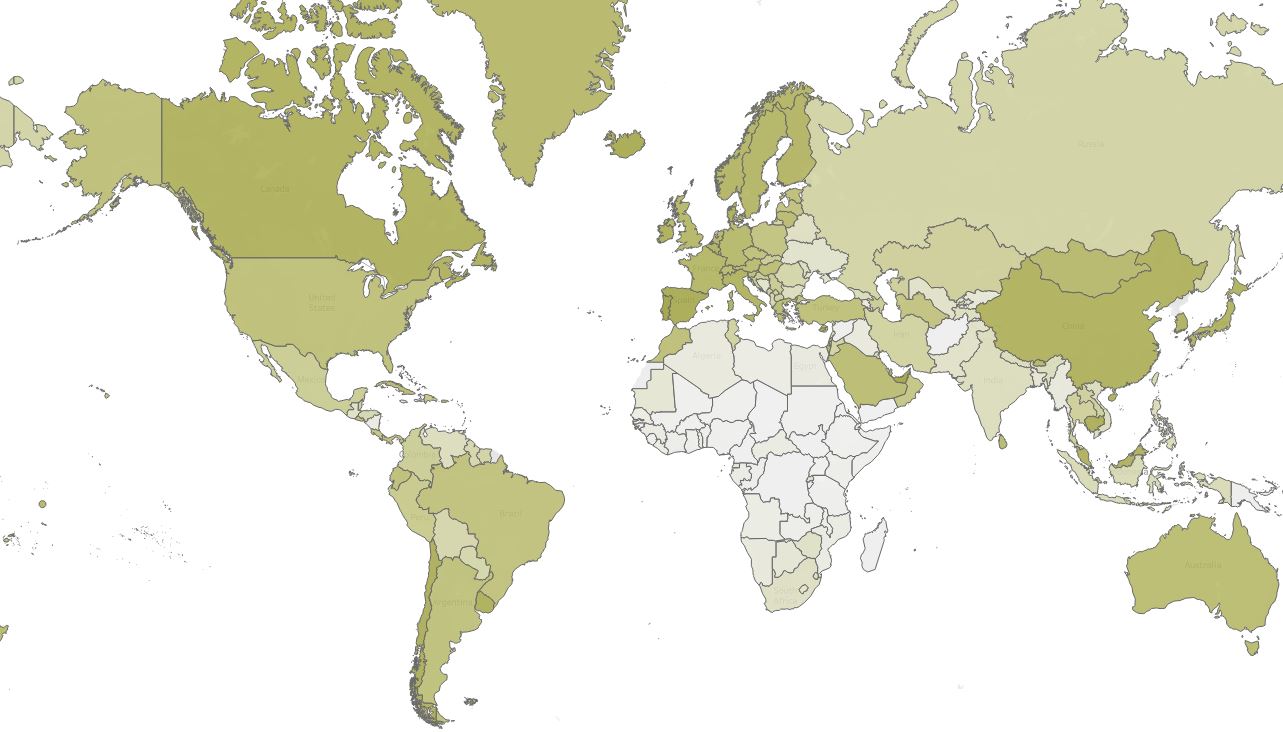 Russia
Canada
France
United
States
Spain
Turkey
China
Iran
Algeria
Egypt
Mexico
India
Colombia
Peru
Brazil
Australia
South
Africa
Argentina